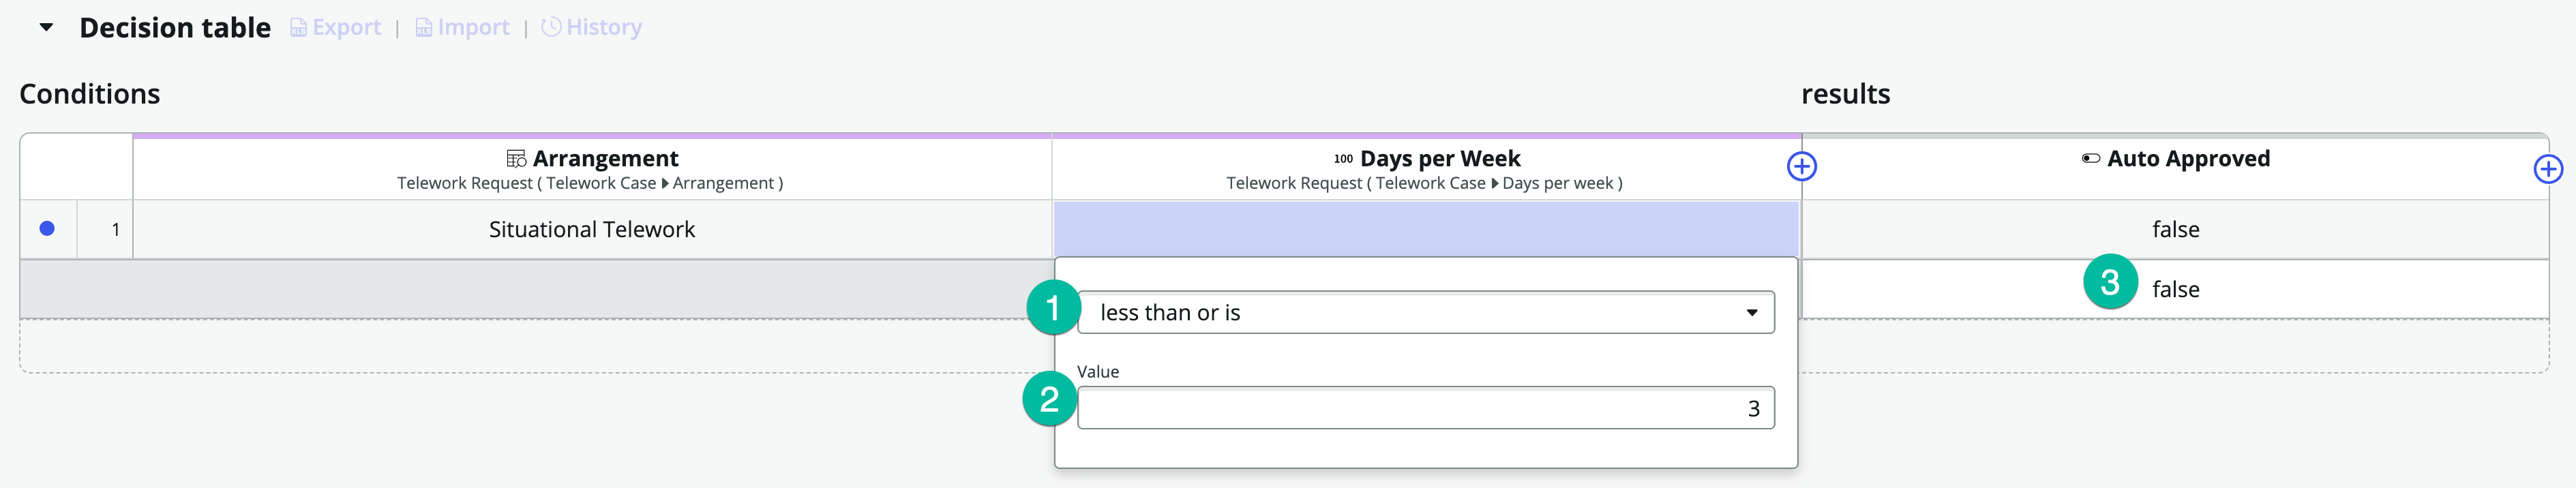 Decision table Export | Import | History
Conditions
results
Arrangement
Telework Request ( Telework Case ▸ Arrangement )
100 Days per Week
Telework Request ( Telework Case ▸ Days per week )
Auto Approved
1
Situational Telework
false
1
less than or is
3
false
Value
2
3